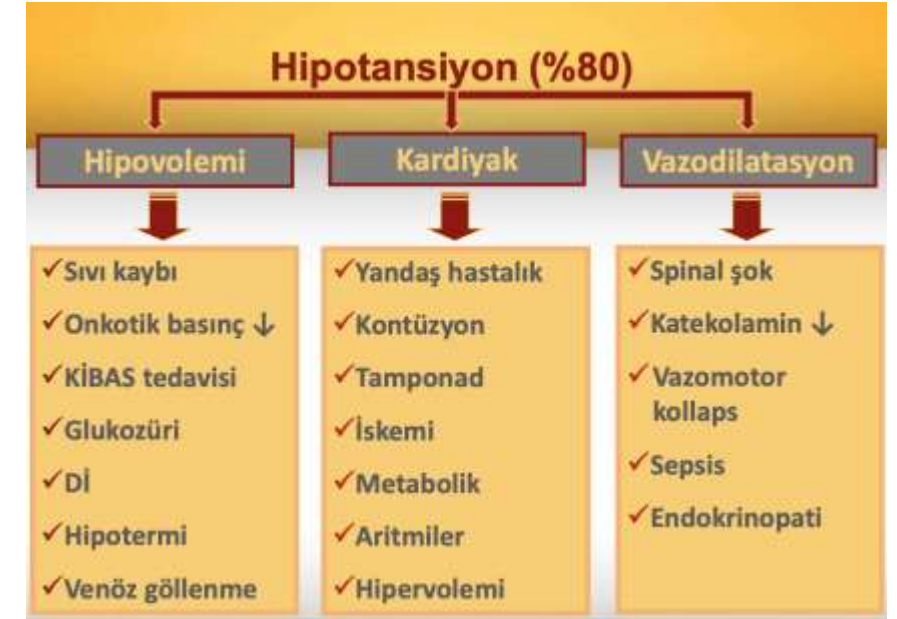 Hipotansiyon (%80)
Hipovolemi
Kardiyak
Vazodilatasyon
✓Sıvı kaybı
✓Onkotik basınç ↓
✓KİBAS tedavisi
✓Glukozüri
✓Dİ
✓Hipotermi
✓Venöz göllenme
✓Yandaş hastalık
✓Kontüzyon
✓Tamponad
✓İskemi
✓Metabolik
✓Aritmiler
✓Hipervolemi
✓Spinal şok
✓Katekolamin ↓
✓Vazomotor
kollaps
✓Sepsis
✓Endokrinopati